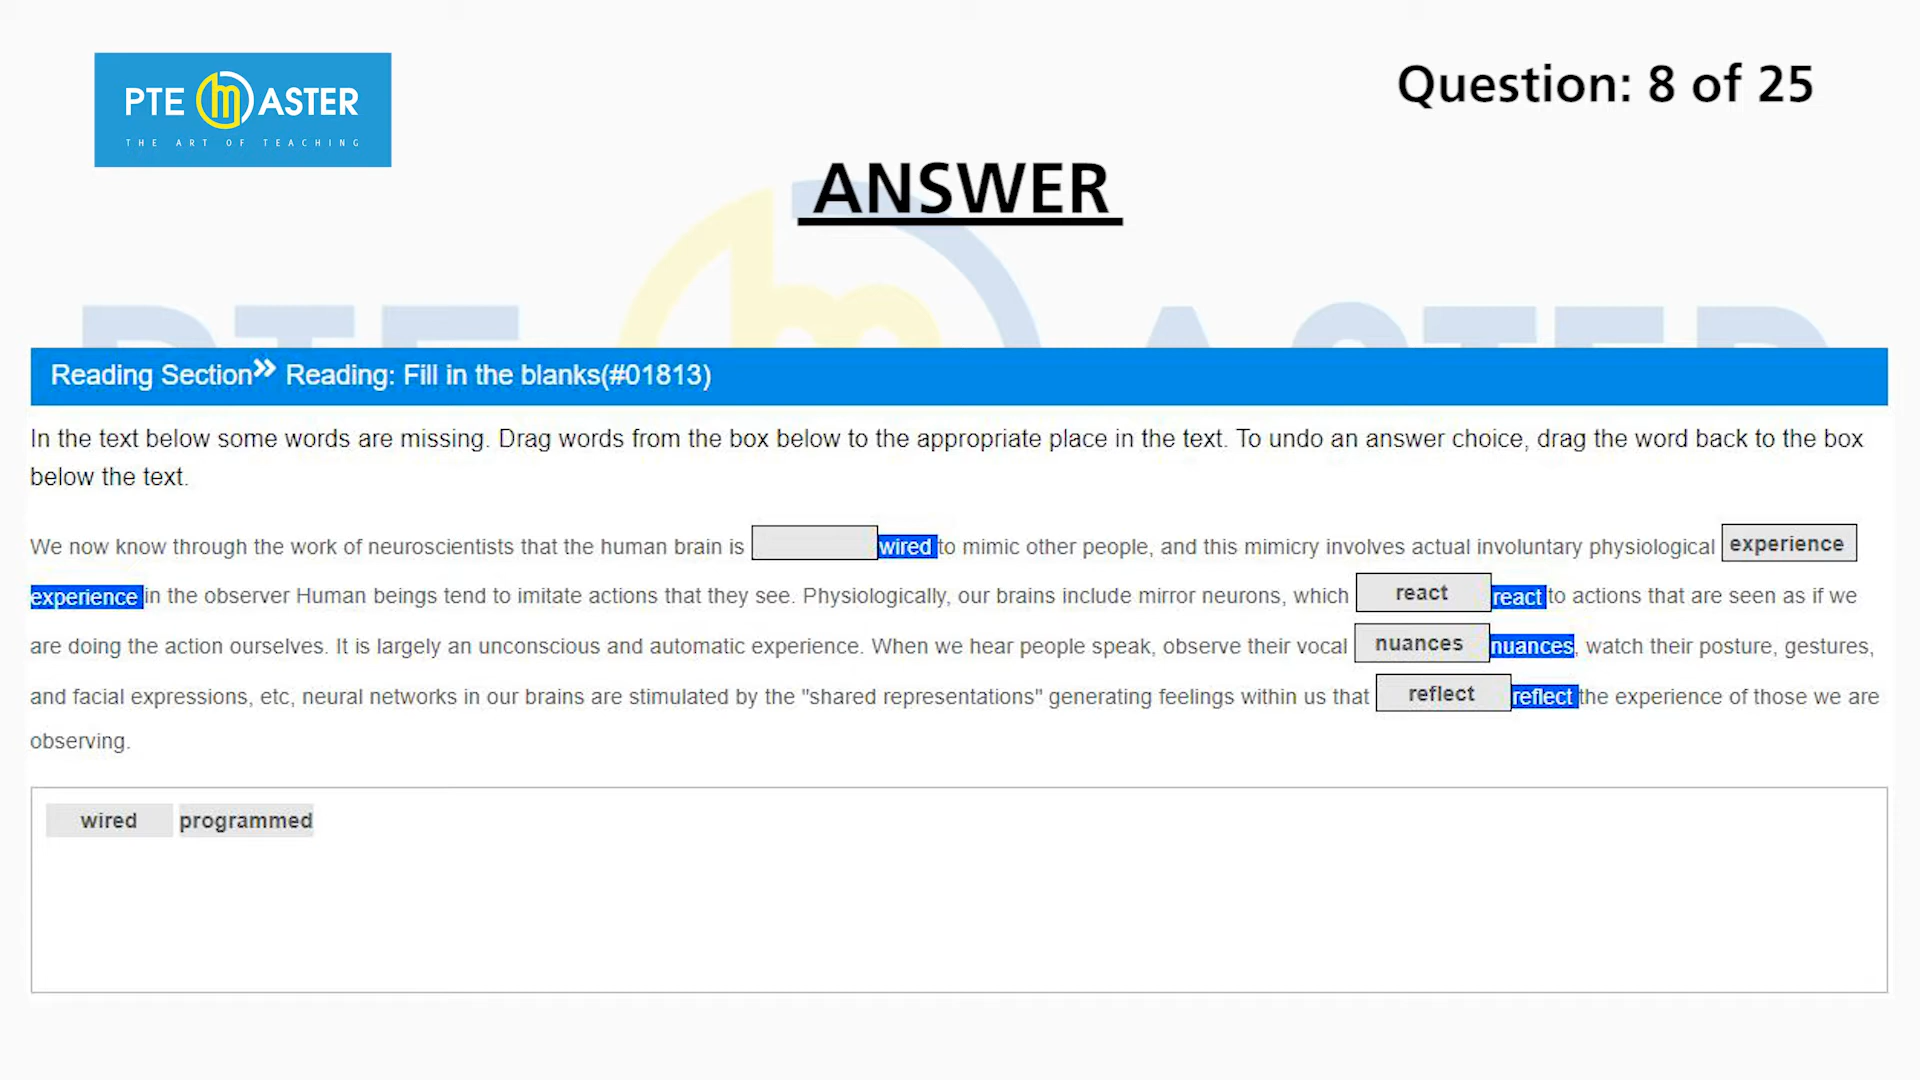 PTE MASTER
THE ART OF TEACHING
Question: 8 of 25
ANSWER
PTE MASTER
Reading Section» Reading: Fill in the blanks(#01813)
In the text below some words are missing. Drag words from the box below to the appropriate place in the text. To undo an answer choice, drag the word back to the box
below the text.
We now know through the work of neuroscientists that the human brain is wired to mimic other people, and this mimicry involves actual involuntary physiological experience
experience in the observer Human beings tend to imitate actions that they see. Physiologically, our brains include mirror neurons, which react react to actions that are seen as if we
are doing the action ourselves. It is largely an unconscious and automatic experience. When we hear people speak, observe their vocal nuances nuances, watch their posture, gestures,
and facial expressions, etc, neural networks in our brains are stimulated by the "shared representations" generating feelings within us that reflect reflect the experience of those we are
observing.
wired programmed